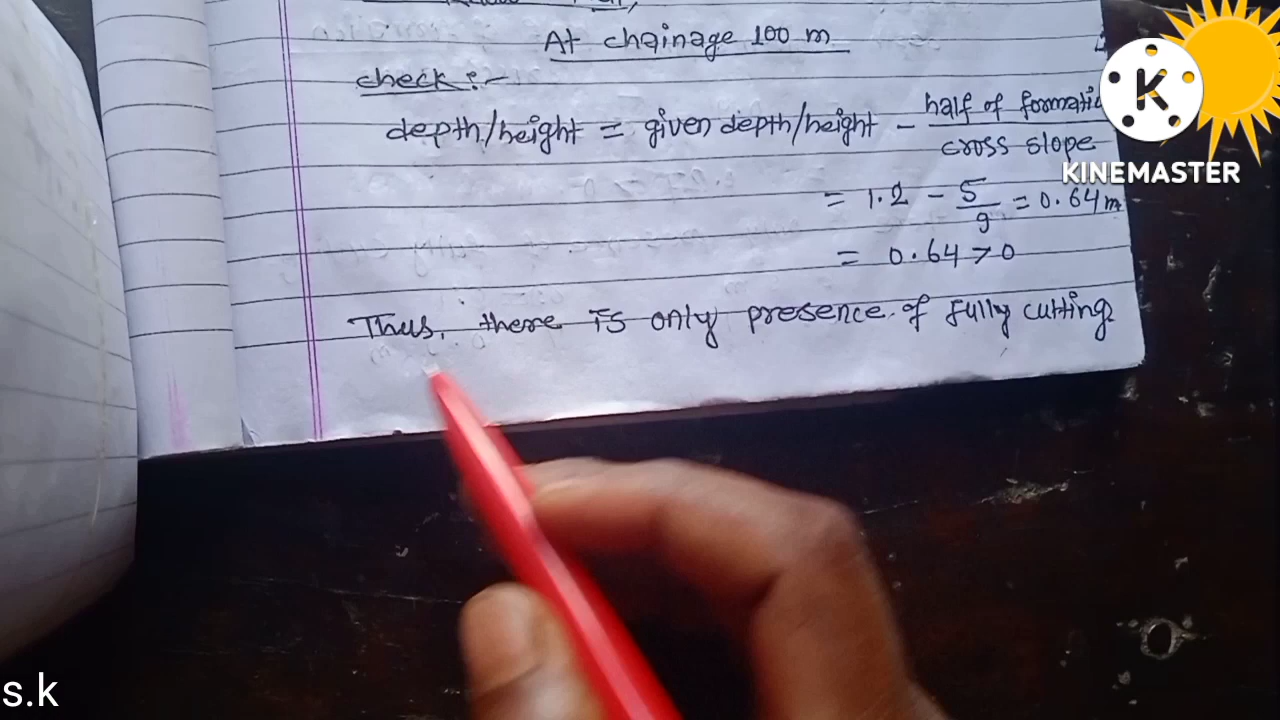 At chainage 100 m
check :-
depth/height = given depth/height - half of formatio
cross slope
= 1.2 - 5/9 = 0.64 m
= 0.64 > 0
Thus, there is only presence of fully cutting
K
KINEMASTER
s.k